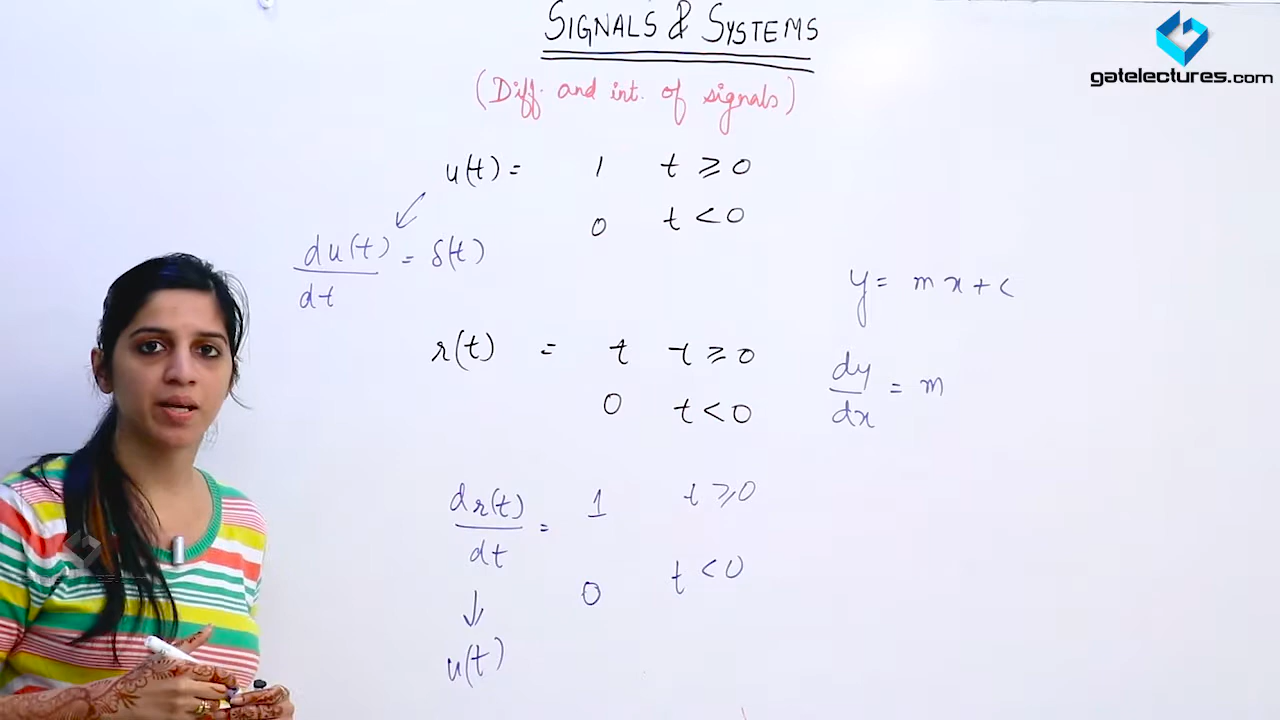 SIGNALS & SYSTEMS
gatelectures.com
(Diff. and int. of signals)
u(t) = 1 t ≥ 0
0 t < 0
du(t)/dt = δ(t)
y = mx + c
r(t) = t t ≥ 0
0 t < 0
dy/dx = m
dr(t)/dt = 1 t ≥ 0
0 t < 0
u(t)